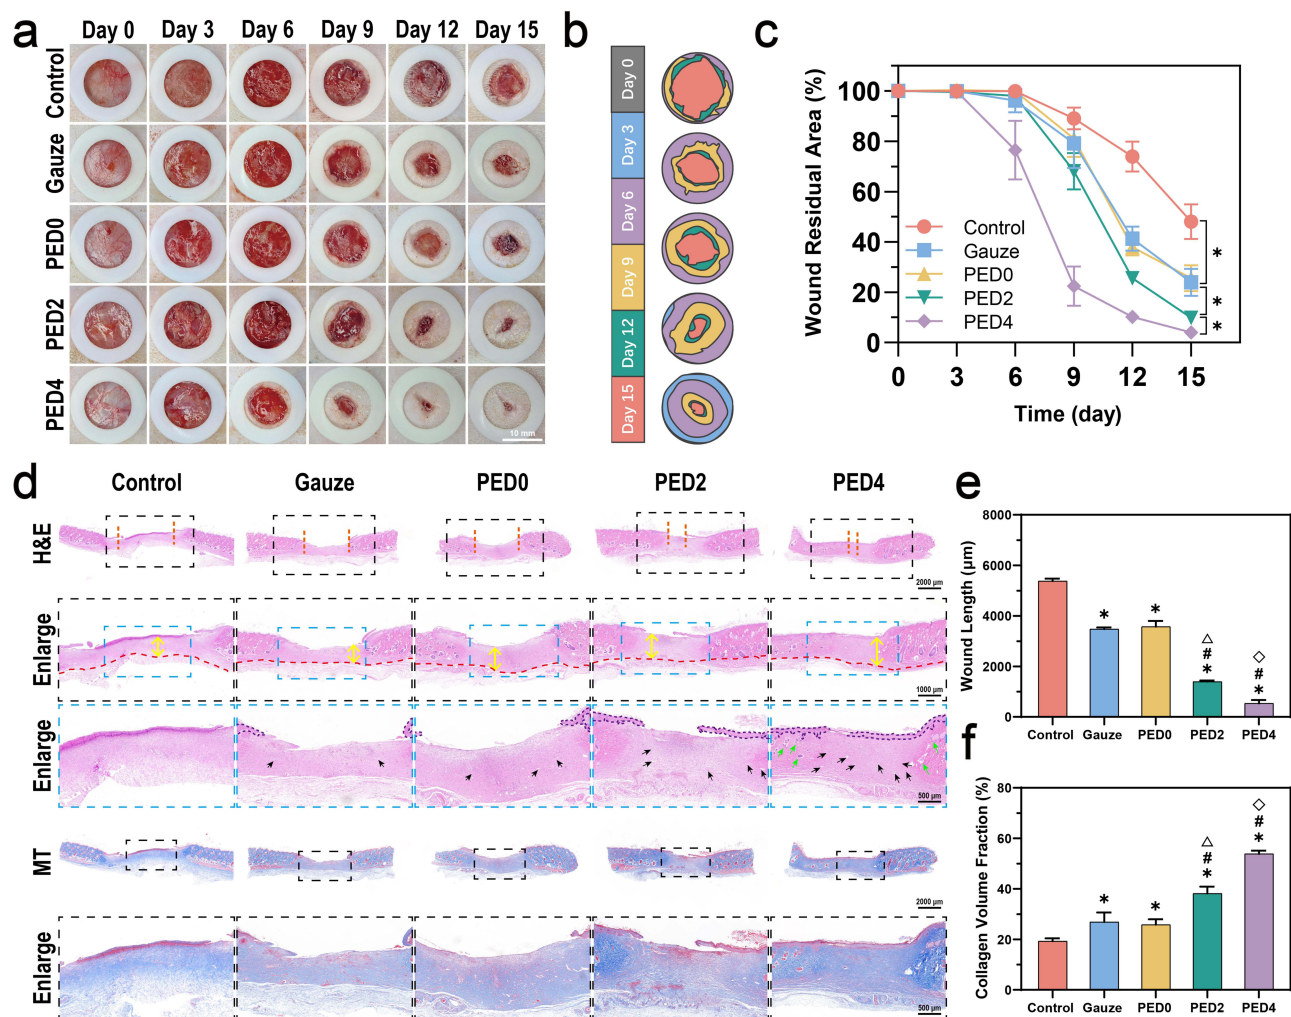 a
Day 0 Day 3 Day 6 Day 9 Day 12 Day 15
Control
Gauze
PED0
PED2
PED4
10 mm
b
Day 0
Day 3
Day 6
Day 9
Day 12
Day 15
c
Wound Residual Area (%)
100
80
60
40
20
0
Control
Gauze
PED0
PED2
PED4
*
*
*
0 3 6 9 12 15
Time (day)
d
Control Gauze PED0 PED2 PED4
H&E
2000 µm
Enlarge
1000 µm
Enlarge
500 µm
MT
2000 µm
Enlarge
500 µm
e
Wound Length (µm)
8000
6000
4000
2000
0
*
*
△
#
*
◇
#
*
Control Gauze PED0 PED2 PED4
f
Collagen Volume Fraction (%)
80
60
40
20
0
*
*
△
#
*
◇
#
*
Control Gauze PED0 PED2 PED4